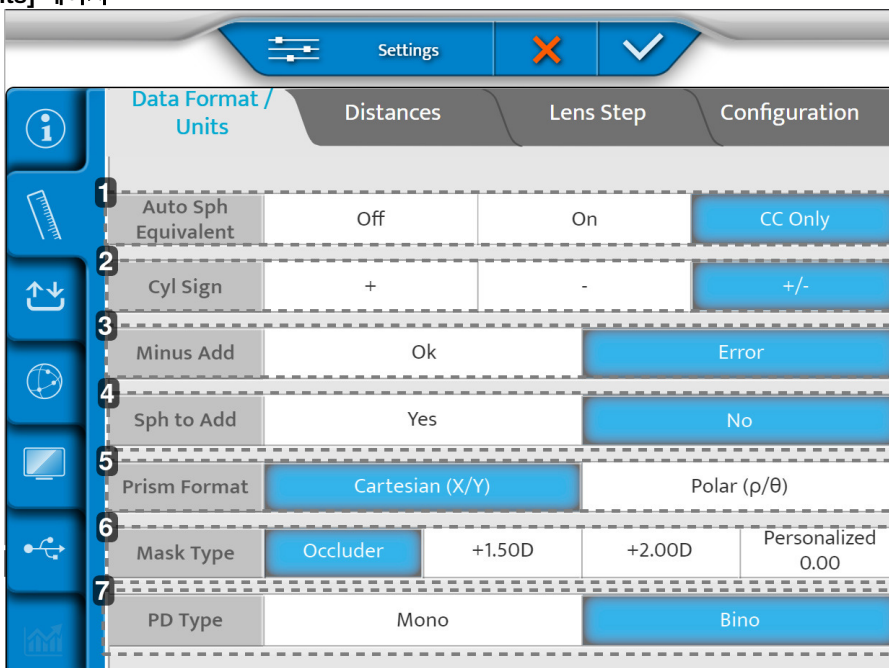 Settings
Data Format /
Units
Distances
Lens Step
Configuration
1
Auto Sph
Equivalent
Off
On
CC Only
2
Cyl Sign
+
-
+/-
3
Minus Add
Ok
Error
4
Sph to Add
Yes
No
5
Prism Format
Cartesian (X/Y)
Polar (ρ/θ)
6
Mask Type
Occluder
+1.50D
+2.00D
Personalized
0.00
7
PD Type
Mono
Bino